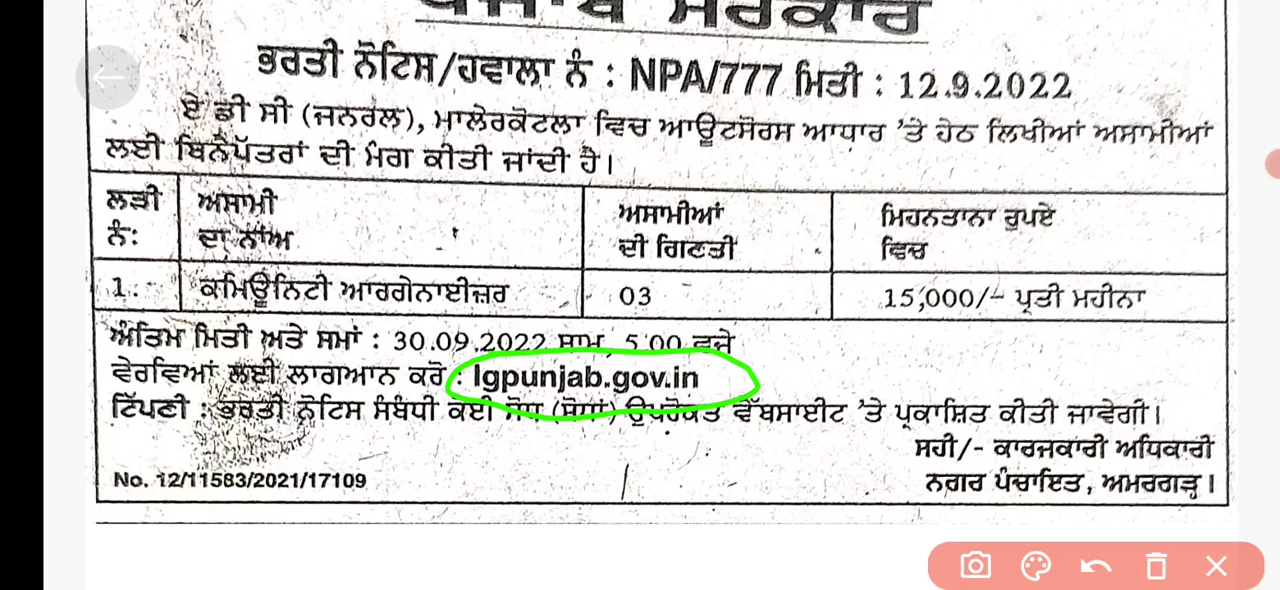 ਪੰਜਾਬ ਸਰਕਾਰ
ਭਰਤੀ ਨੋਟਿਸ/ਹਵਾਲਾ ਨੰ : NPA/777 ਮਿਤੀ : 12.9.2022
ਏ ਡੀ ਸੀ (ਜਨਰਲ), ਮਾਲੇਰਕੋਟਲਾ ਵਿਚ ਆਊਟਸੋਰਸ ਆਧਾਰ 'ਤੇ ਹੇਠ ਲਿਖੀਆਂ ਅਸਾਮੀਆਂ
ਲਈ ਬਿਨੈਪੱਤਰਾਂ ਦੀ ਮੰਗ ਕੀਤੀ ਜਾਂਦੀ ਹੈ।
ਲੜੀ ਨੰ: ਅਸਾਮੀ ਦਾ ਨਾਂਅ ਅਸਾਮੀਆਂ ਦੀ ਗਿਣਤੀ ਮਿਹਨਤਾਨਾ ਰੁਪਏ ਵਿਚ
1. ਕਮਿਊਨਿਟੀ ਆਰਗੇਨਾਈਜ਼ਰ 03 15,000/- ਪ੍ਰਤੀ ਮਹੀਨਾ
ਅੰਤਿਮ ਮਿਤੀ ਅਤੇ ਸਮਾਂ : 30.09.2022 ਸ਼ਾਮ, 5.00 ਵਜੇ
ਵੇਰਵਿਆਂ ਲਈ ਲਾਗਆਨ ਕਰੋ : lgpunjab.gov.in
ਟਿੱਪਣੀ : ਭਰਤੀ ਨੋਟਿਸ ਸੰਬੰਧੀ ਕੋਈ ਸੋਧ (ਸੋਧਾਂ) ਉਪਰੋਕਤ ਵੈੱਬਸਾਈਟ 'ਤੇ ਪ੍ਰਕਾਸ਼ਿਤ ਕੀਤੀ ਜਾਵੇਗੀ।
ਸਹੀ/- ਕਾਰਜਕਾਰੀ ਅਧਿਕਾਰੀ
No. 12/11583/2021/17109 ਨਗਰ ਪੰਚਾਇਤ, ਅਮਰਗੜ੍ਹ।